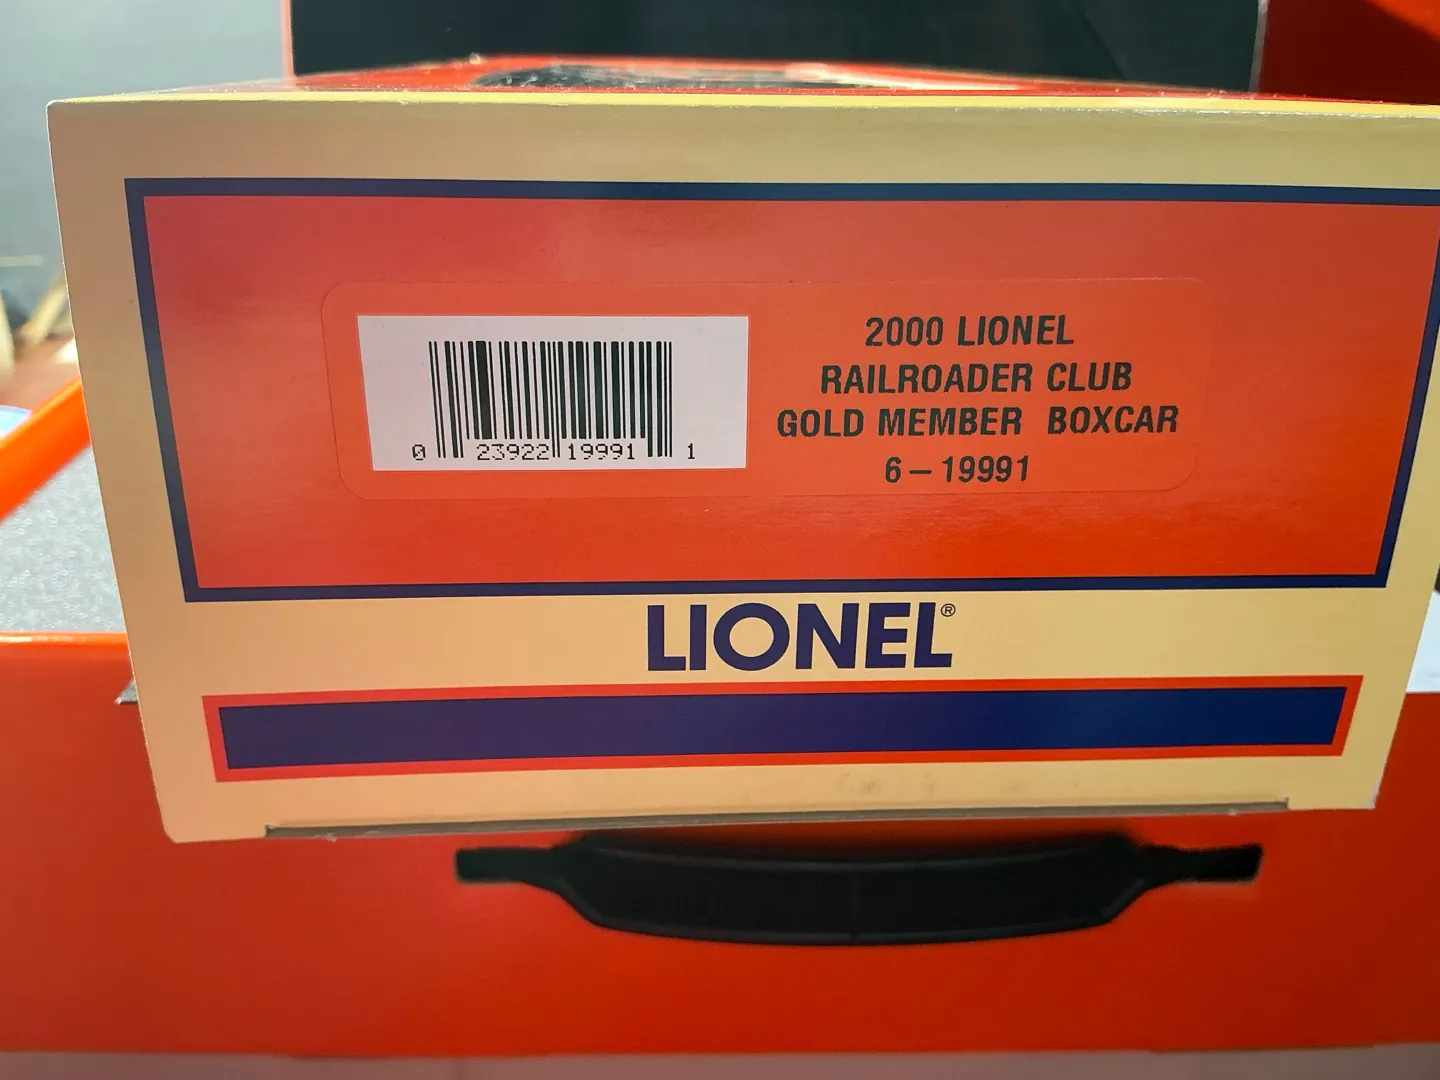 2000 LIONEL
RAILROADER CLUB
GOLD MEMBER BOXCAR
6-19991
0 23922 19991 1
LIONEL®